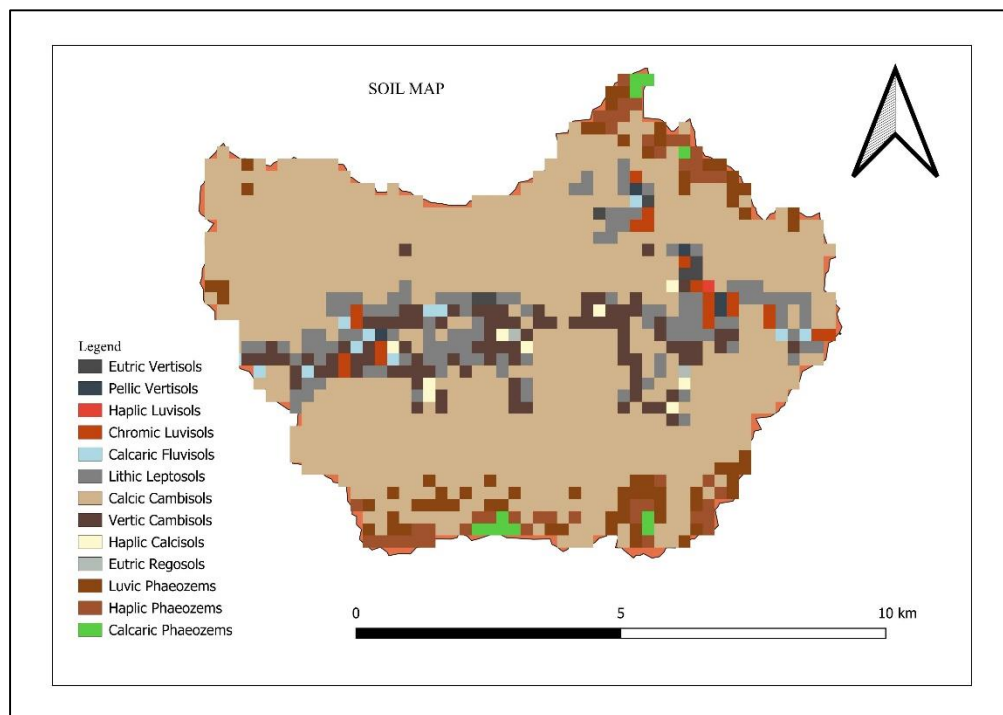 SOIL MAP
Legend
Eutric Vertisols
Pellic Vertisols
Haplic Luvisols
Chromic Luvisols
Calcaric Fluvisols
Lithic Leptosols
Calcic Cambisols
Vertic Cambisols
Haplic Calcisols
Eutric Regosols
Luvic Phaeozems
Haplic Phaeozems
Calcaric Phaeozems
0 5 10 km